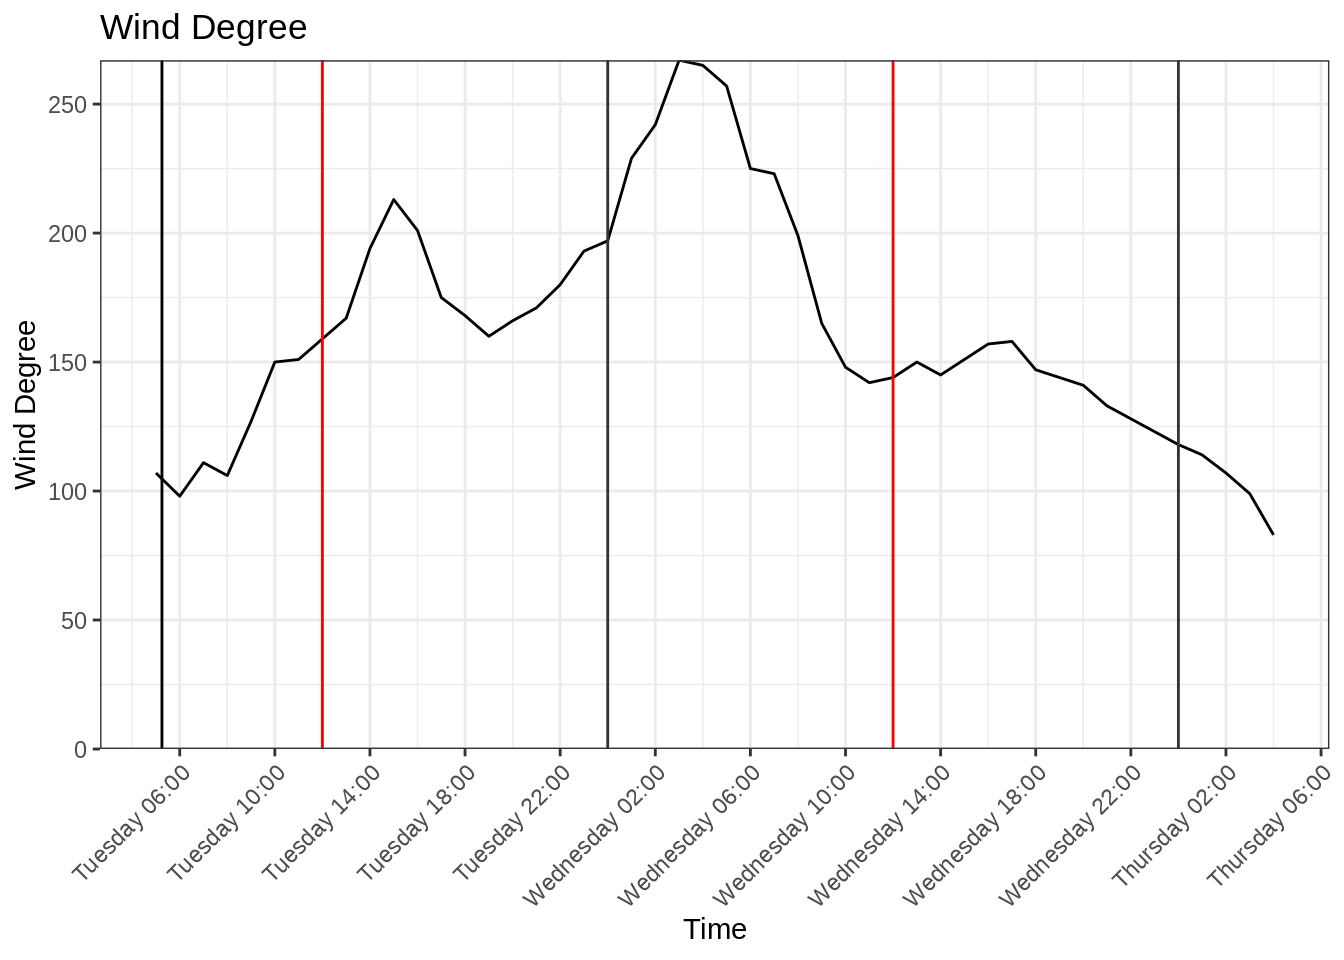 Wind Degree
Wind Degree
250
200
150
100
50
0
Tuesday 06:00
Tuesday 10:00
Tuesday 14:00
Tuesday 18:00
Tuesday 22:00
Wednesday 02:00
Wednesday 06:00
Wednesday 10:00
Wednesday 14:00
Wednesday 18:00
Wednesday 22:00
Thursday 02:00
Thursday 06:00
Time